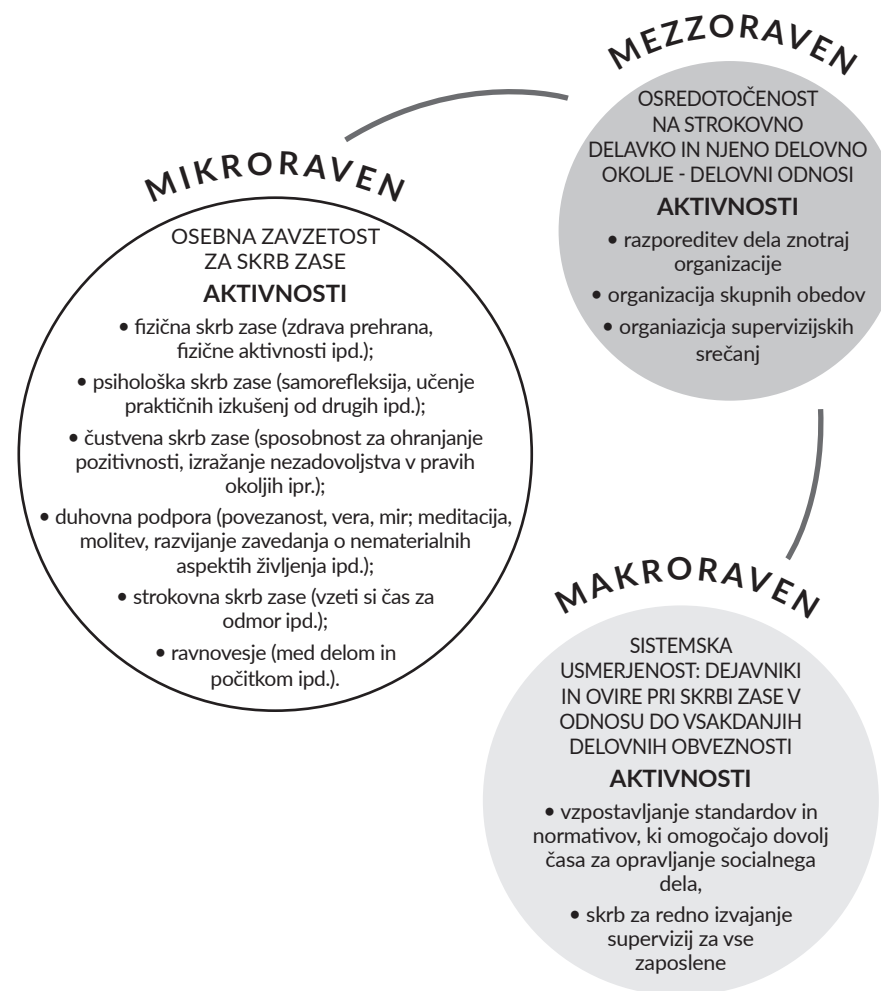 MIKRORAVEN
OSEBNA ZAVZETOST
ZA SKRB ZASE
AKTIVNOSTI
• fizična skrb zase (zdrava prehrana,
fizične aktivnosti ipd.);
• psihološka skrb zase (samorefleksija, učenje
praktičnih izkušenj od drugih ipd.);
• čustvena skrb zase (sposobnost za ohranjanje
pozitivnosti, izražanje nezadovoljstva v pravih
okoljih ipr.);
• duhovna podpora (povezanost, vera, mir; meditacija,
molitev, razvijanje zavedanja o nematerialnih
aspektih življenja ipd.);
• strokovna skrb zase (vzeti si čas za
odmor ipd.);
• ravnovesje (med delom in
počitkom ipd.).
MEZZORAVEN
OSREDOTOČENOST
NA STROKOVNO
DELAVKO IN NJENO DELOVNO
OKOLJE - DELOVNI ODNOSI
AKTIVNOSTI
• razporeditev dela znotraj
organizacije
• organizacija skupnih obedov
• organiazicja supervizijskih
srečanj
MAKRORAVEN
SISTEMSKA
USMERJENOST: DEJAVNIKI
IN OVIRE PRI SKRBI ZASE V
ODNOSU DO VSAKDANJIH
DELOVNIH OBVEZNOSTI
AKTIVNOSTI
• vzpostavljanje standardov in
normativov, ki omogočajo dovolj
časa za opravljanje socialnega
dela,
• skrb za redno izvajanje
supervizij za vse
zaposlene